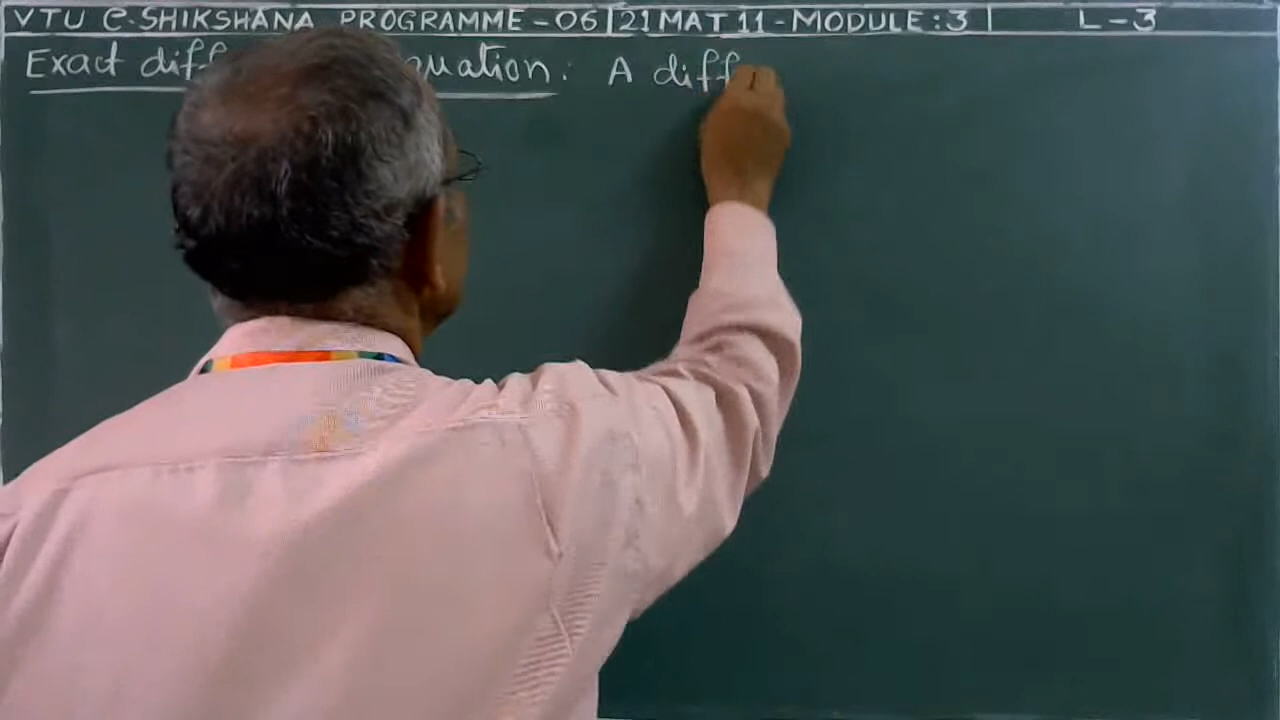 VTU e-SHIKSHANA PROGRAMME - 06 | 21 MAT 11 - MODULE : 3 | L - 3
Exact diff uation : A diff